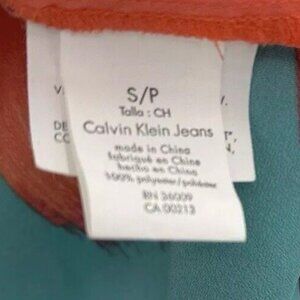 S/P
Talla : CH
Calvin Klein Jeans
made in China
fabriqué en Chine
hecho en China
100% polyester/poliéster
RN 36009
CA 00213